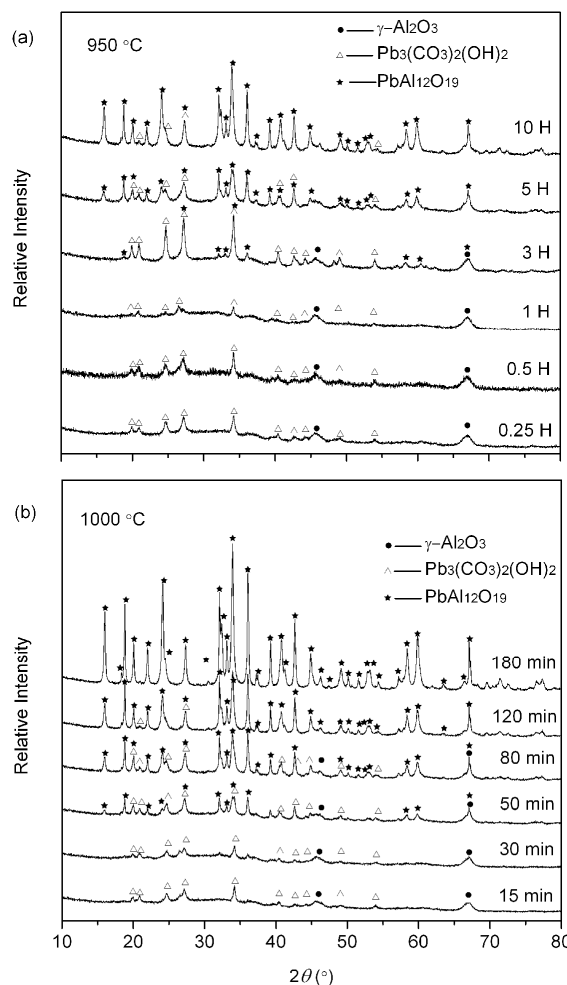 (a)
950 °C
● — γ–Al2O3
△ — Pb3(CO3)2(OH)2
★ — PbAl12O19
10 H
5 H
3 H
1 H
0.5 H
0.25 H
Relative Intensity
(b)
1000 °C
● — γ–Al2O3
△ — Pb3(CO3)2(OH)2
★ — PbAl12O19
180 min
120 min
80 min
50 min
30 min
15 min
Relative Intensity
10 20 30 40 50 60 70 80
2θ (°)